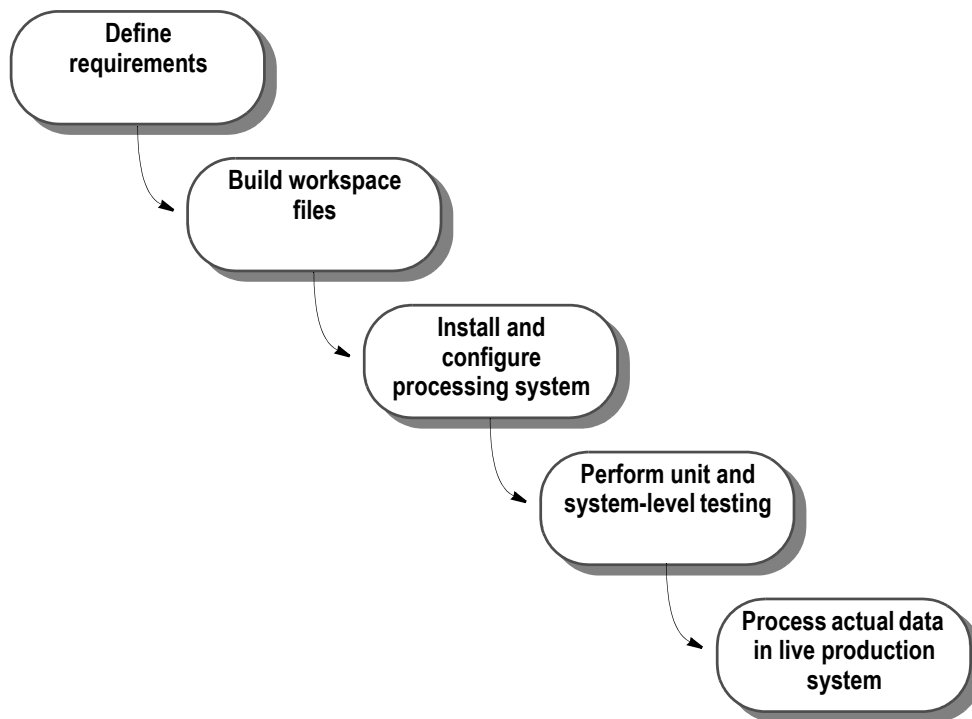 Define
requirements
Build workspace
files
Install and
configure
processing system
Perform unit and
system-level testing
Process actual data
in live production
system